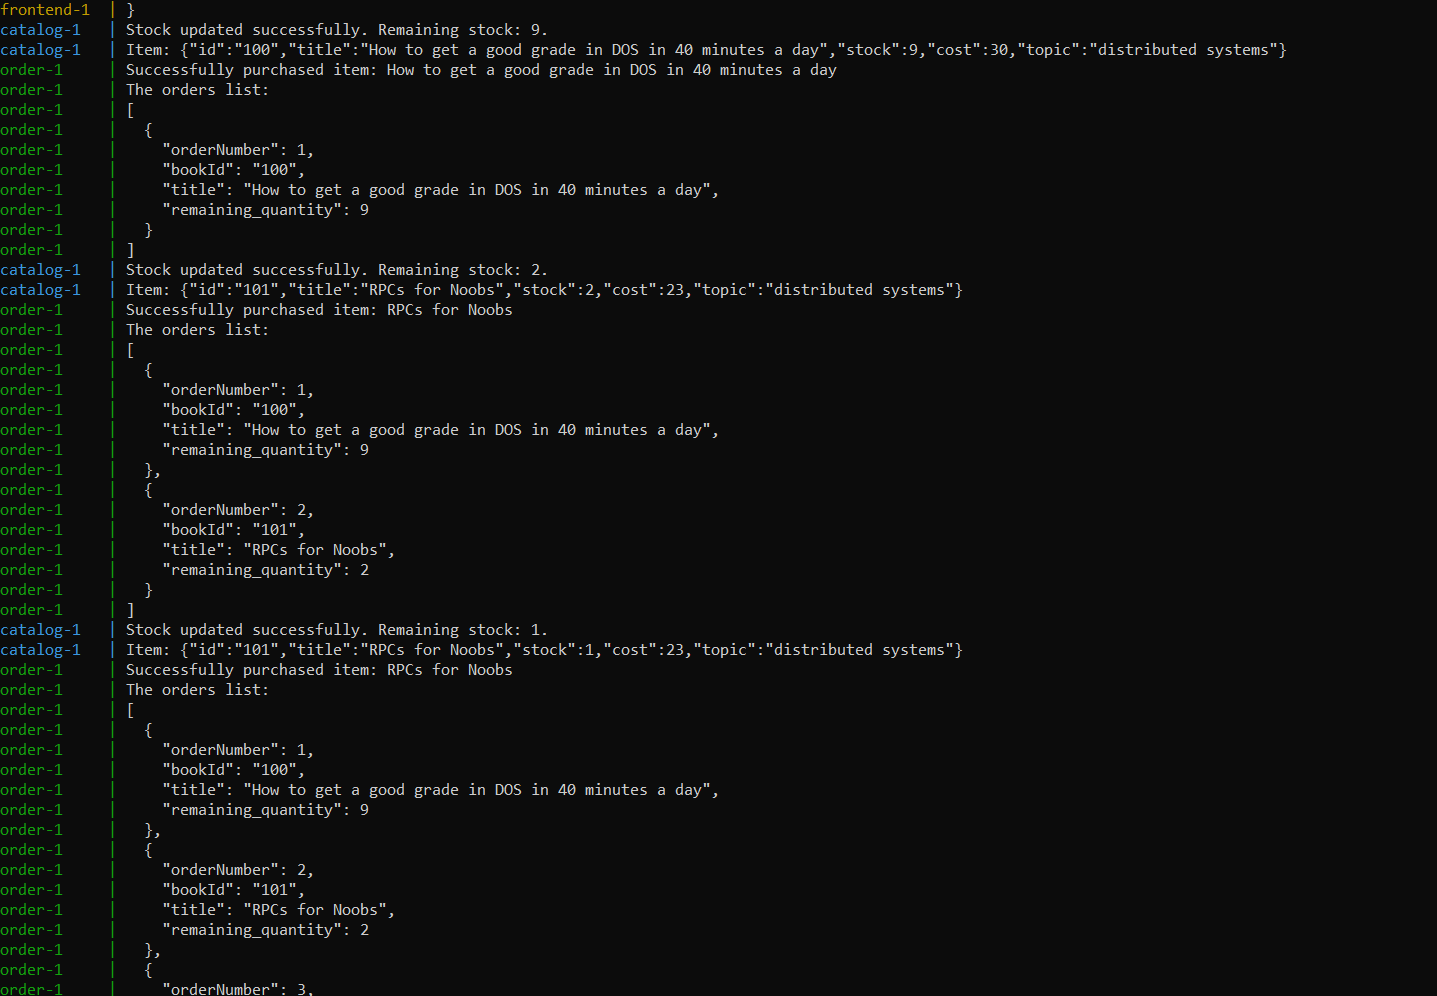 frontend-1  | }
catalog-1   | Stock updated successfully. Remaining stock: 9.
catalog-1   | Item: {"id":"100","title":"How to get a good grade in DOS in 40 minutes a day","stock":9,"cost":30,"topic":"distributed systems"}
order-1     | Successfully purchased item: How to get a good grade in DOS in 40 minutes a day
order-1     | The orders list:
order-1     | [
order-1     |   {
order-1     |     "orderNumber": 1,
order-1     |     "bookId": "100",
order-1     |     "title": "How to get a good grade in DOS in 40 minutes a day",
order-1     |     "remaining_quantity": 9
order-1     |   }
order-1     | ]
catalog-1   | Stock updated successfully. Remaining stock: 2.
catalog-1   | Item: {"id":"101","title":"RPCs for Noobs","stock":2,"cost":23,"topic":"distributed systems"}
order-1     | Successfully purchased item: RPCs for Noobs
order-1     | The orders list:
order-1     | [
order-1     |   {
order-1     |     "orderNumber": 1,
order-1     |     "bookId": "100",
order-1     |     "title": "How to get a good grade in DOS in 40 minutes a day",
order-1     |     "remaining_quantity": 9
order-1     |   },
order-1     |   {
order-1     |     "orderNumber": 2,
order-1     |     "bookId": "101",
order-1     |     "title": "RPCs for Noobs",
order-1     |     "remaining_quantity": 2
order-1     |   }
order-1     | ]
catalog-1   | Stock updated successfully. Remaining stock: 1.
catalog-1   | Item: {"id":"101","title":"RPCs for Noobs","stock":1,"cost":23,"topic":"distributed systems"}
order-1     | Successfully purchased item: RPCs for Noobs
order-1     | The orders list:
order-1     | [
order-1     |   {
order-1     |     "orderNumber": 1,
order-1     |     "bookId": "100",
order-1     |     "title": "How to get a good grade in DOS in 40 minutes a day",
order-1     |     "remaining_quantity": 9
order-1     |   },
order-1     |   {
order-1     |     "orderNumber": 2,
order-1     |     "bookId": "101",
order-1     |     "title": "RPCs for Noobs",
order-1     |     "remaining_quantity": 2
order-1     |   },
order-1     |   {
order-1     |     "orderNumber": 3,